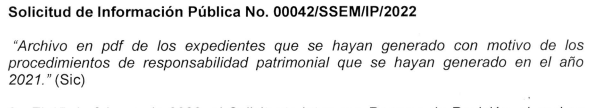 Solicitud de Información Pública No. 00042/SSEM/IP/2022
“Archivo en pdf de los expedientes que se hayan generado con motivo de los
procedimientos de responsabilidad patrimonial que se hayan generado en el año
2021.” (Sic)